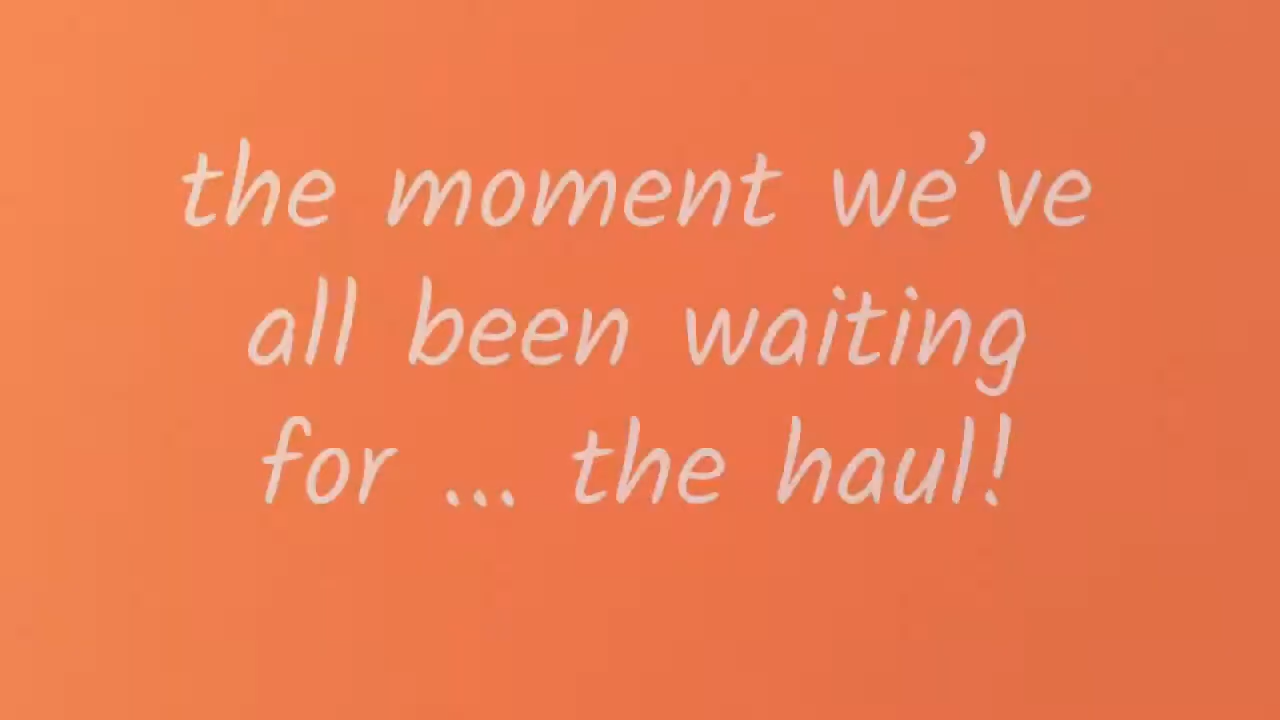 the moment we’ve
all been waiting
for ... the haul!